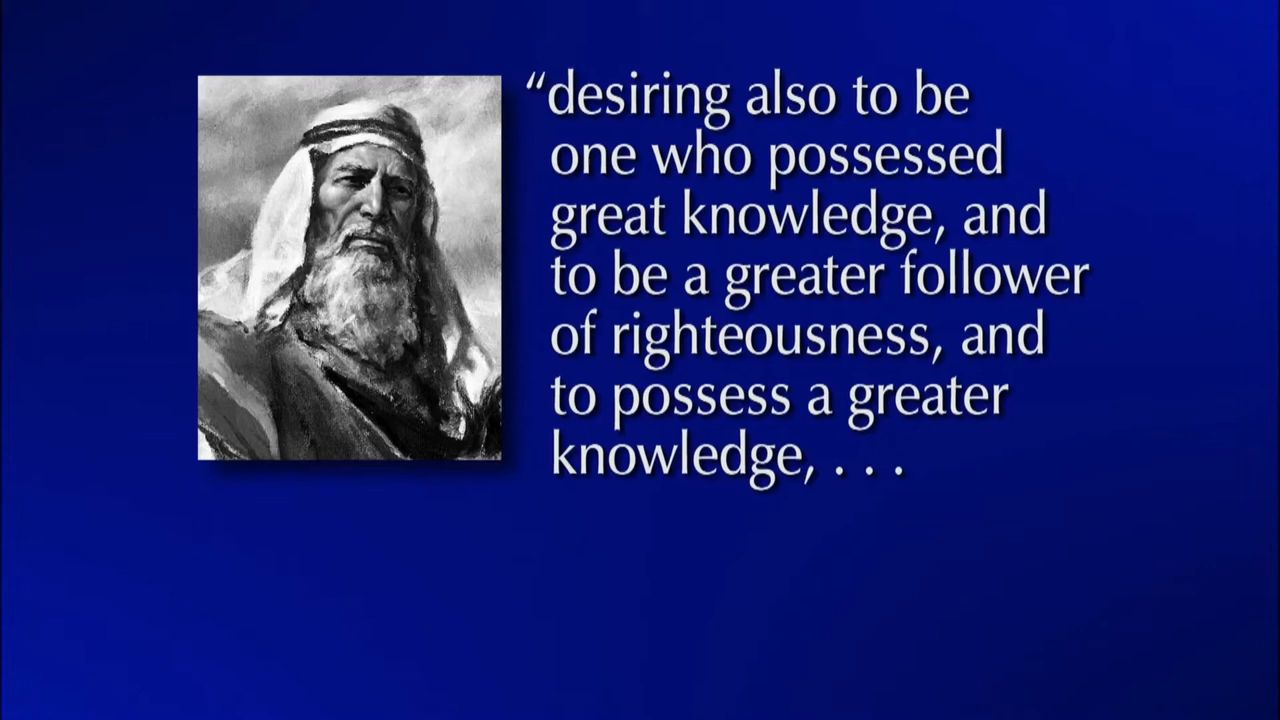 “desiring also to be
one who possessed
great knowledge, and
to be a greater follower
of righteousness, and
to possess a greater
knowledge, . . .